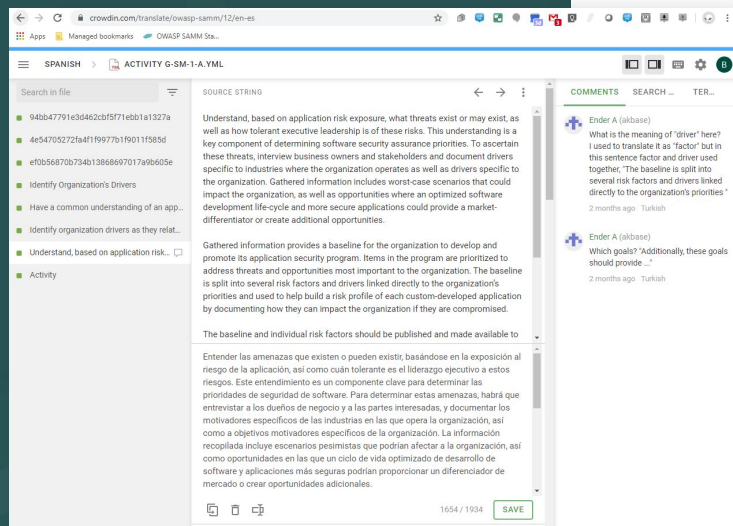 crowdin.com/translate/owasp-samm/12/en-es
Apps Managed bookmarks OWASP SAMM Sta...
SPANISH > ACTIVITY G-SM-1-A.YML
B
Search in file
94bb47791e3d462cbf5f71ebb1a1327a
4e54705272fa4f1f9977b1f9011f585d
ef0b56870b734b13868697017a9b605e
Identify Organization's Drivers
Have a common understanding of an app...
Identify organization drivers as they relat...
Understand, based on application risk...
Activity
SOURCE STRING
Understand, based on application risk exposure, what threats exist or may exist, as
well as how tolerant executive leadership is of these risks. This understanding is a
key component of determining software security assurance priorities. To ascertain
these threats, interview business owners and stakeholders and document drivers
specific to industries where the organization operates as well as drivers specific to
the organization. Gathered information includes worst-case scenarios that could
impact the organization, as well as opportunities where an optimized software
development life-cycle and more secure applications could provide a market-
differentiator or create additional opportunities.
Gathered information provides a baseline for the organization to develop and
promote its application security program. Items in the program are prioritized to
address threats and opportunities most important to the organization. The baseline
is split into several risk factors and drivers linked directly to the organization's
priorities and used to help build a risk profile of each custom-developed application
by documenting how they can impact the organization if they are compromised.
The baseline and individual risk factors should be published and made available to
Entender las amenazas que existen o pueden existir, basándose en la exposición al
riesgo de la aplicación, así como cuán tolerante es el liderazgo ejecutivo a estos
riesgos. Este entendimiento es un componente clave para determinar las
prioridades de seguridad de software. Para determinar estas amenazas, habrá que
entrevistar a los dueños de negocio y a las partes interesadas, y documentar los
motivadores específicos de las industrias en las que opera la organización, así
como a objetivos motivadores específicos de la organización. La información
recopilada incluye escenarios pesimistas que podrían afectar a la organización, así
como oportunidades en las que un ciclo de vida optimizado de desarrollo de
software y aplicaciones más seguras podrían proporcionar un diferenciador de
mercado o crear oportunidades adicionales.
1654 / 1934 SAVE
COMMENTS SEARCH ... TER...
Ender A (akbase)
What is the meaning of "driver" here?
I used to translate it as "factor" but in
this sentence factor and driver used
together, "The baseline is split into
several risk factors and drivers linked
directly to the organization's priorities "
2 months ago Turkish
Ender A (akbase)
Which goals? "Additionally, these goals
should provide ..."
2 months ago Turkish